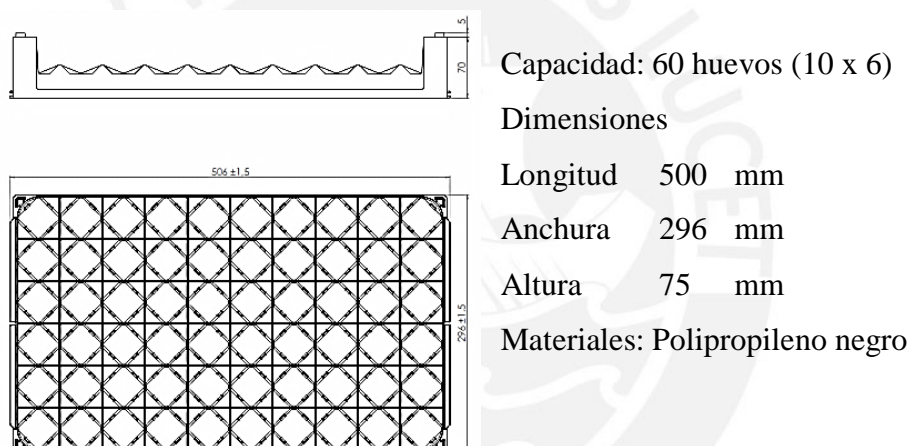 5
70
506 ±1,5
296 ±1,5
Capacidad: 60 huevos (10 x 6)
Dimensiones
Longitud 500 mm
Anchura 296 mm
Altura 75 mm
Materiales: Polipropileno negro
LUCET